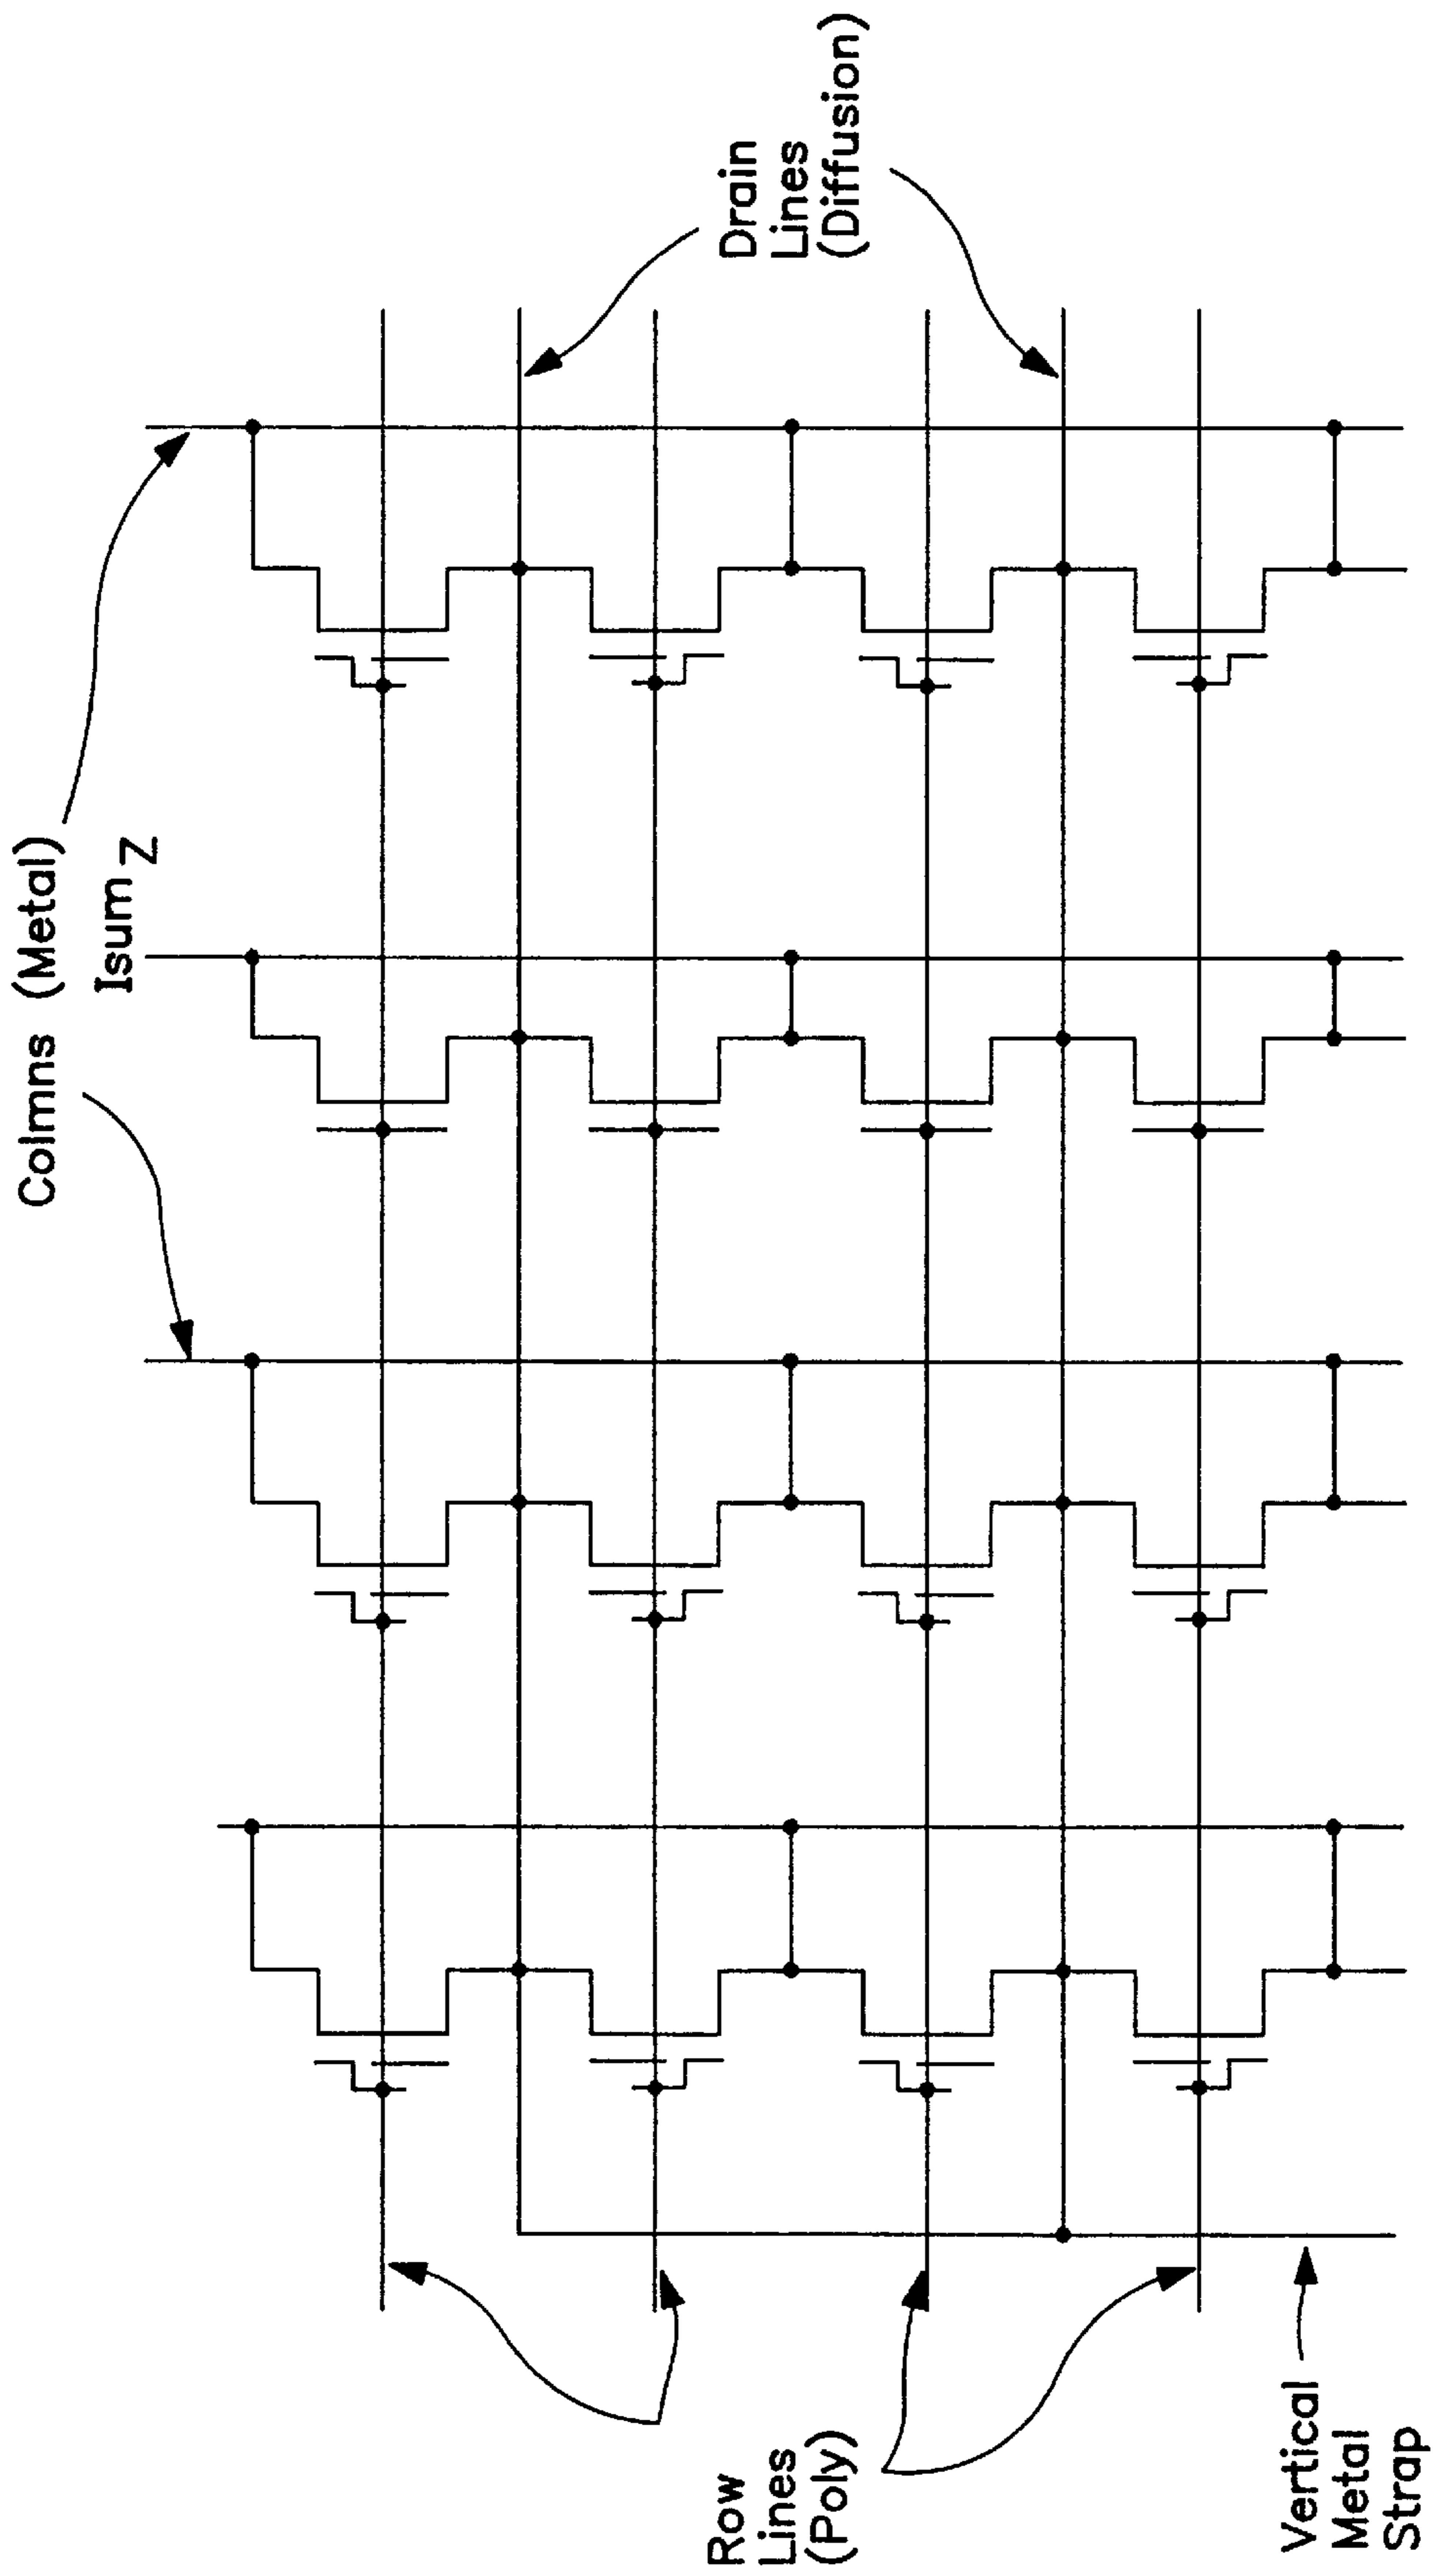 Colmns (Metal)
Isum Z
Drain
Lines
(Diffusion)
Row
Lines
(Poly)
Vertical
Metal
Strap